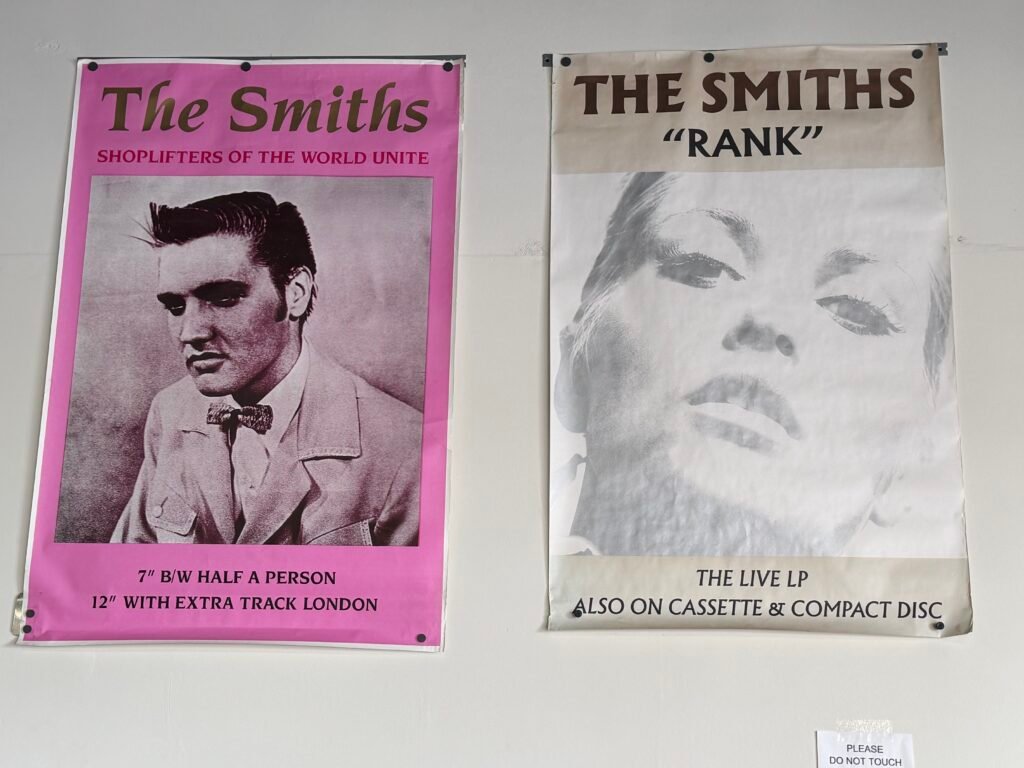 The Smiths
SHOPLIFTERS OF THE WORLD UNITE
7" B/W HALF A PERSON
12" WITH EXTRA TRACK LONDON
THE SMITHS
“RANK”
THE LIVE LP
ALSO ON CASSETTE & COMPACT DISC
PLEASE
DO NOT TOUCH